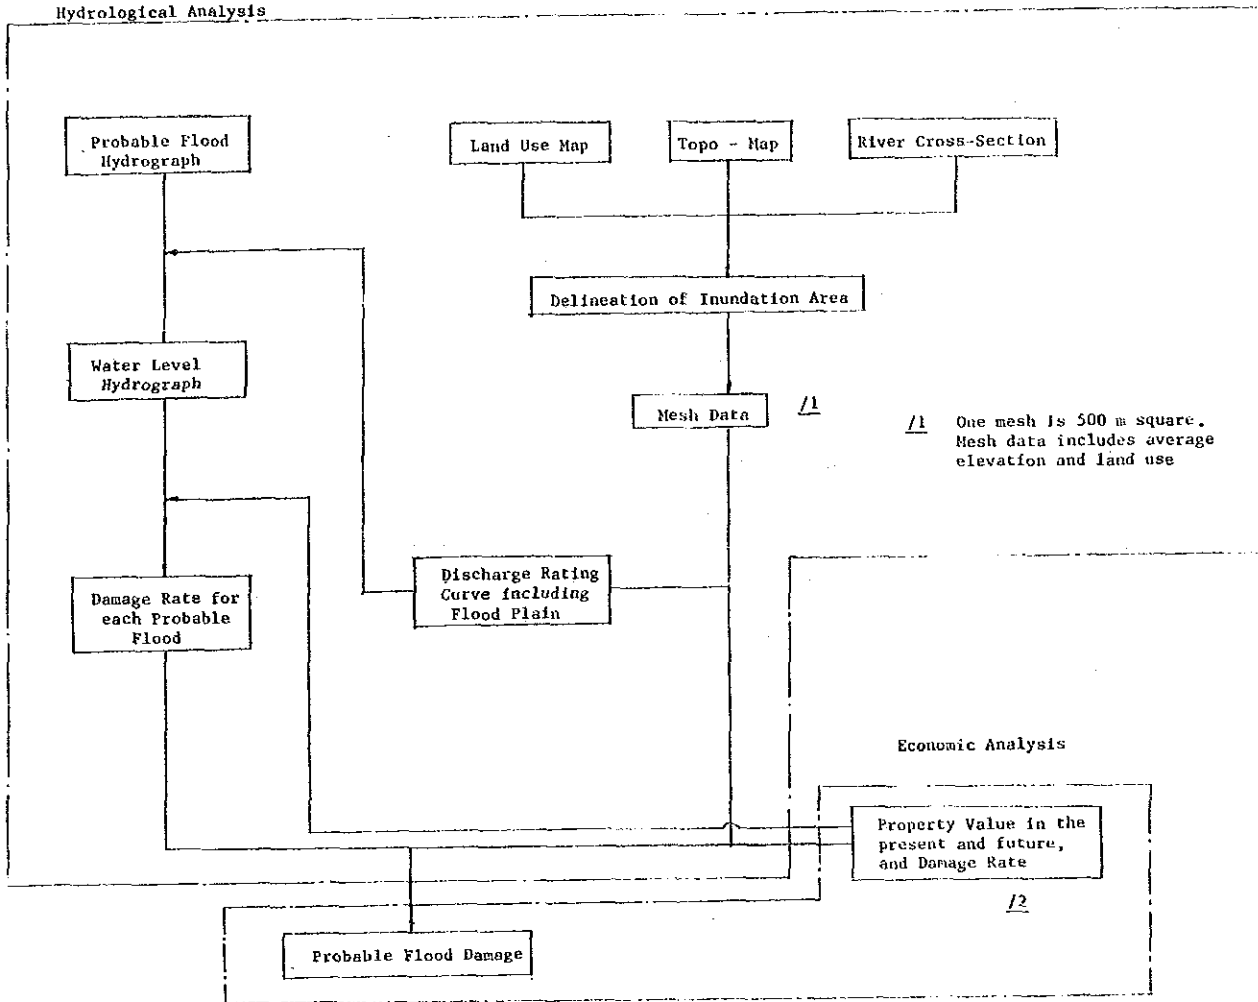 Hydrological Analysis
Probable Flood
Hydrograph
Land Use Map
Topo - Map
River Cross-Section
Delineation of Inundation Area
Water Level
Hydrograph
Mesh Data
/1
/1 One mesh is 500 m square.
Mesh data includes average
elevation and land use
Discharge Rating
Curve including
Flood Plain
Damage Rate for
each Probable
Flood
Economic Analysis
Property Value in the
present and future,
and Damage Rate
/2
Probable Flood Damage